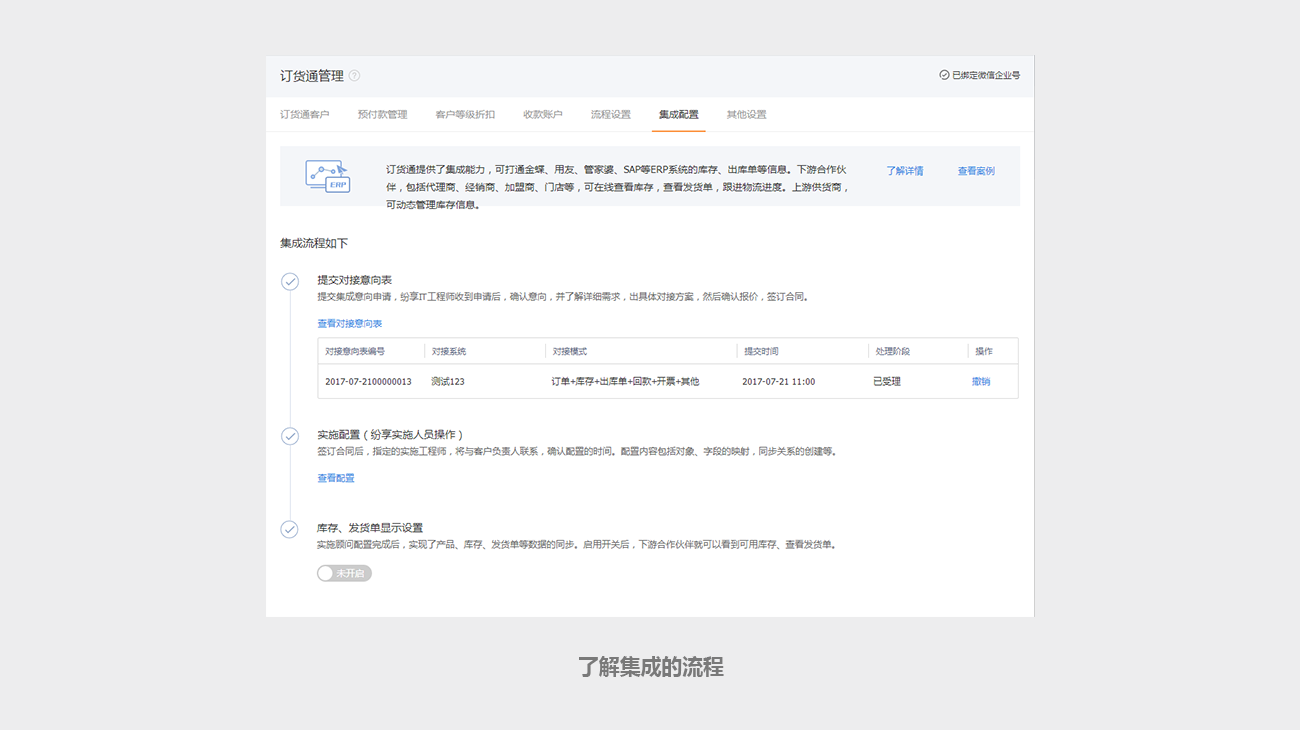 订货通管理 ?
已绑定微信企业号
订货通客户 预付款管理 客户等级折扣 收款账户 流程设置 集成配置 其他设置
ERP
订货通提供了集成能力，可打通金蝶、用友、管家婆、SAP等ERP系统的库存、出库单等信息。下游合作伙
伴，包括代理商、经销商、加盟商、门店等，可在线查看库存，查看发货单，跟进物流进度。上游供货商，
可动态管理库存信息。
了解详情 查看案例
集成流程如下
提交对接意向表
提交集成意向申请，纷享IT工程师收到申请后，确认意向，并了解详细需求，出具体对接方案，然后确认报价，签订合同。
查看对接意向表
对接意向表编号 对接系统 对接模式 提交时间 处理阶段 操作
2017-07-2100000013 测试123 订单+库存+出库单+回款+开票+其他 2017-07-21 11:00 已受理 撤销
实施配置（纷享实施人员操作）
签订合同后，指定的实施工程师，将与客户负责人联系，确认配置的时间。配置内容包括对象、字段的映射，同步关系的创建等。
查看配置
库存、发货单显示设置
实施顾问配置完成后，实现了产品、库存、发货单等数据的同步。启用开关后，下游合作伙伴就可以看到可用库存、查看发货单。
未开启
了解集成的流程